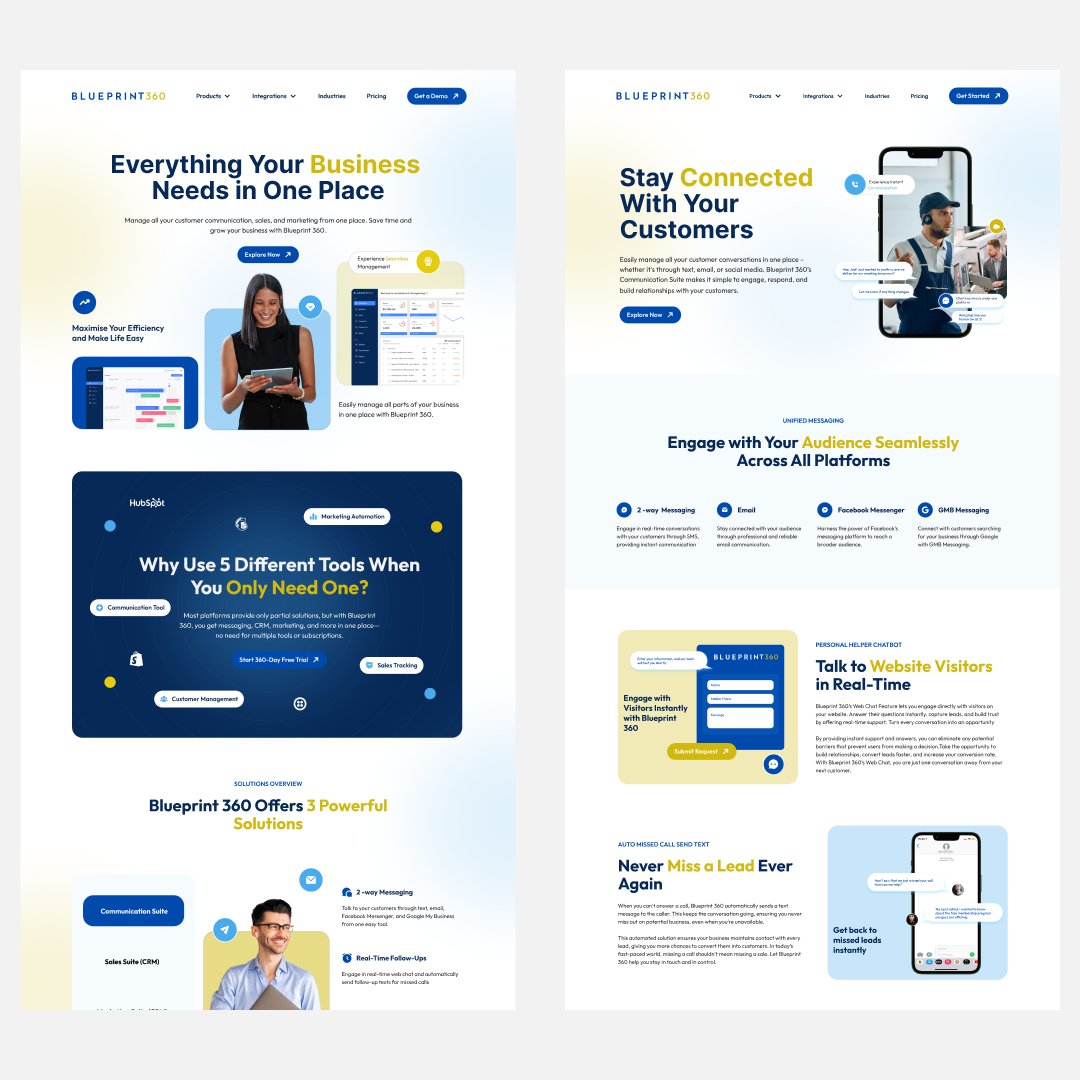 BLUEPRINT360
Products
Integrations
Industries
Pricing
Get a Demo
Everything Your Business
Needs in One Place
Manage all your customer communication, sales, and marketing from one place. Save time and
grow your business with Blueprint 360.
Explore Now
Experience Seamless
Management
Maximise Your Efficiency
and Make Life Easy
Easily manage all parts of your business
in one place with Blueprint 360.
HubSpot
Marketing Automation
Why Use 5 Different Tools When
You Only Need One?
Communication Tool
Most platforms provide only partial solutions, but with Blueprint
360, you get messaging, CRM, marketing, and more in one place—
no need for multiple tools or subscriptions.
Start 360-Day Free Trial
Sales Tracking
Customer Management
SOLUTIONS OVERVIEW
Blueprint 360 Offers 3 Powerful
Solutions
Communication Suite
Sales Suite (CRM)
2 -way Messaging
Talk to your customers through text, email,
Facebook Messenger, and Google My Business
from one easy tool.
Real-Time Follow-Ups
Engage in real-time web chat and automatically
send follow-up texts for missed calls
BLUEPRINT360
Products
Integrations
Industries
Pricing
Get Started
Stay Connected
With Your
Customers
Easily manage all your customer conversations in one place –
whether it's through text, email, or social media. Blueprint 360's
Communication Suite makes it simple to engage, respond, and
build relationships with your customers.
Explore Now
Experience Instant
Communication
Let me know if anything changes
UNIFIED MESSAGING
Engage with Your Audience Seamlessly
Across All Platforms
2 -way Messaging
Engage in real-time conversations
with your customers through SMS,
providing instant communication
Email
Stay connected with your audience
through professional and reliable
email communication.
Facebook Messenger
Harness the power of Facebook's
messaging platform to reach a
broader audience.
GMB Messaging
Connect with customers searching
for your business through Google
with GMB Messaging.
Enter your information, and our team
will text you shortly.
BLUEPRINT360
Name
Mobile Phone
Message
Engage with
Visitors Instantly
with Blueprint
360
Submit Request
PERSONAL HELPER CHATBOT
Talk to Website Visitors
in Real-Time
Blueprint 360's Web Chat Feature lets you engage directly with visitors on
your website. Answer their questions instantly, capture leads, and build trust
by offering real-time support. Turn every conversation into an opportunity
By providing instant support and answers, you can eliminate any potential
barriers that prevent users from making a decision.Take the opportunity to
build relationships, convert leads faster, and increase your conversion rate.
With Blueprint 360's Web Chat, you are just one conversation away from your
next customer.
AUTO MISSED CALL SEND TEXT
Never Miss a Lead Ever
Again
When you can't answer a call, Blueprint 360 automatically sends a text
message to the caller. This keeps the conversation going, ensuring you never
miss out on potential business, even when you're unavailable.
This automated solution ensures your business maintains contact with every
lead, giving you more chances to convert them into customers. In today's
fast-paced world, missing a call shouldn't mean missing a sale. Let Blueprint
360 help you stay in touch and in control.
Get back to
missed leads
instantly